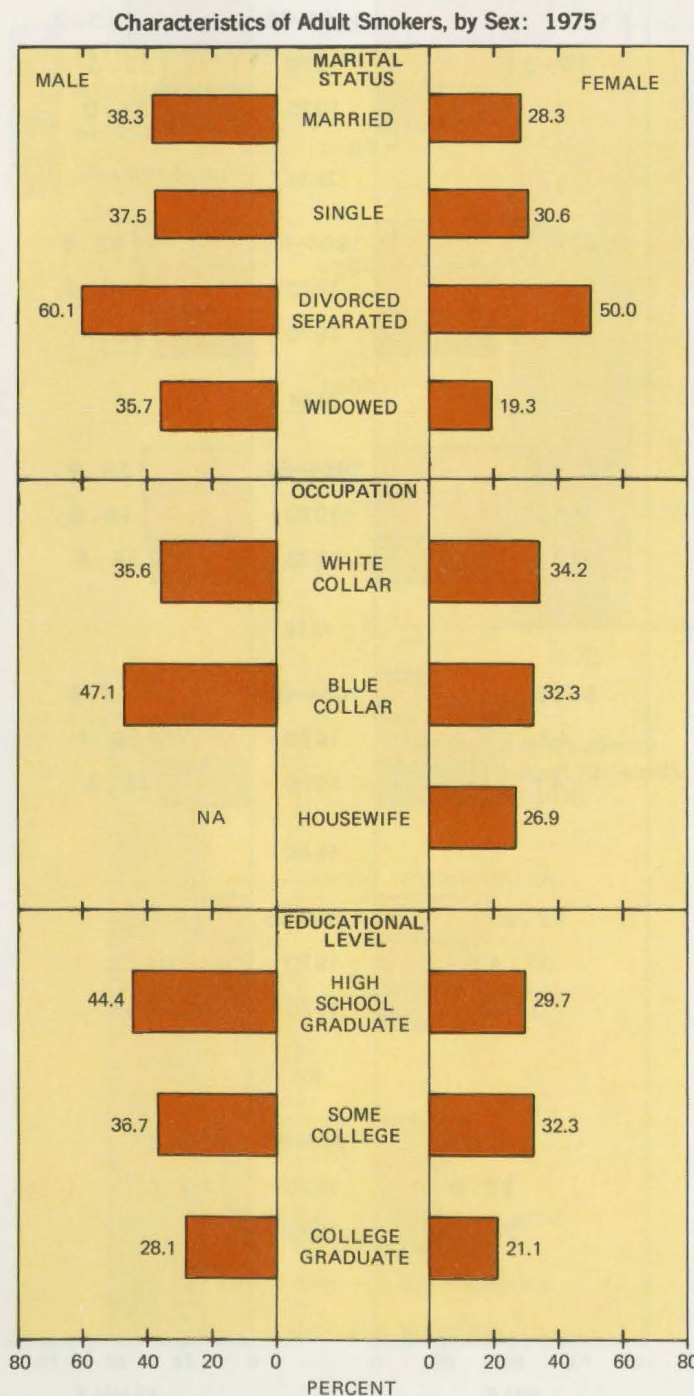 Characteristics of Adult Smokers, by Sex: 1975
MALE
MARITAL
STATUS
FEMALE
38.3 MARRIED 28.3
37.5 SINGLE 30.6
60.1 DIVORCED
SEPARATED 50.0
35.7 WIDOWED 19.3
OCCUPATION
35.6 WHITE
COLLAR 34.2
47.1 BLUE
COLLAR 32.3
NA HOUSEWIFE 26.9
EDUCATIONAL
LEVEL
44.4 HIGH
SCHOOL
GRADUATE 29.7
36.7 SOME
COLLEGE 32.3
28.1 COLLEGE
GRADUATE 21.1
80 60 40 20 0 0 20 40 60 80
PERCENT